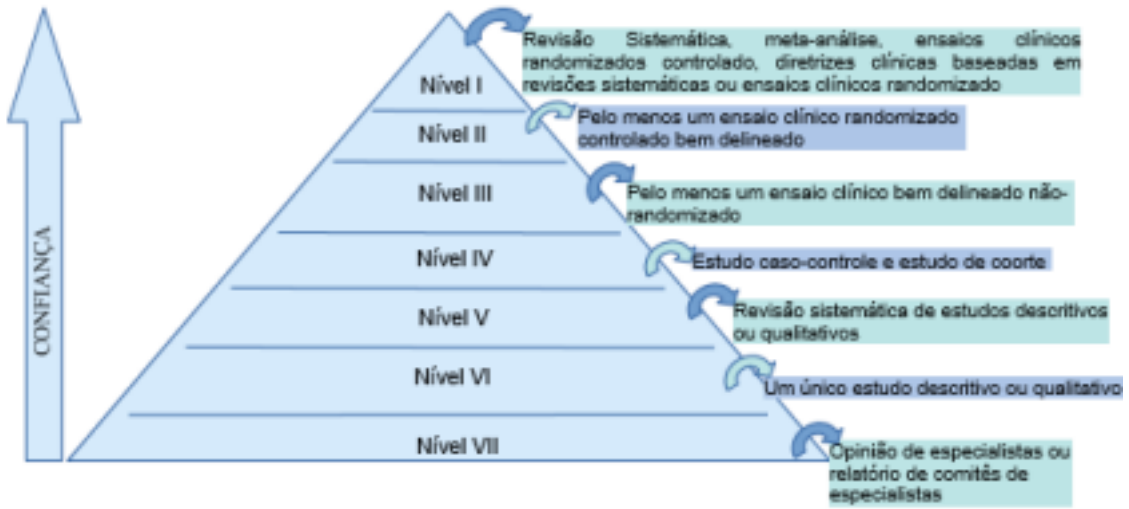 Revisão Sistemática, meta-análise, ensaios clínicos
randomizados controlado, diretrizes clínicas baseadas em
revisões sistemáticas ou ensaios clínicos randomizado
Nível I
Pelo menos um ensaio clínico randomizado
controlado bem delineado
Nível II
Pelo menos um ensaio clínico bem delineado não-
randomizado
Nível III
Estudo caso-controle e estudo de coorte
Nível IV
Revisão sistemática de estudos descritivos
ou qualitativos
Nível V
Um único estudo descritivo ou qualitativo
Nível VI
Opinião de especialistas ou
relatório de comitês de
especialistas
Nível VII
CONFIANÇA